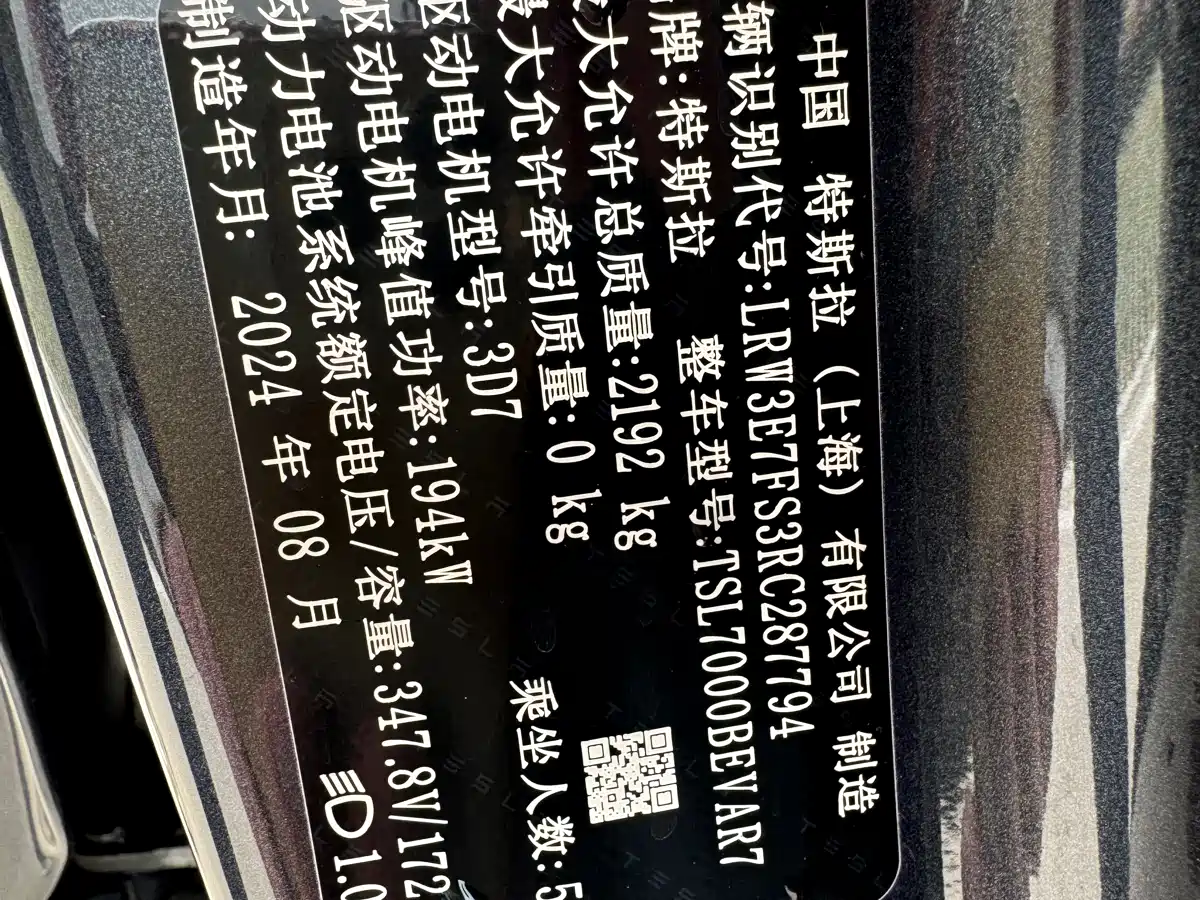 中国 特斯拉（上海）有限公司 制造
辆识别代号:LRW3E7FS3RC287794
牌:特斯拉 整车型号:TSL7000BEVAR7
大允许总质量:2192 kg
最大允许牵引质量: 0 kg 乘坐人数:5
驱动电机型号:3D7
驱动电机峰值功率:194kW
动力电池系统额定电压/容量:347.8V/172
制造年月: 2024 年 08 月 1.0